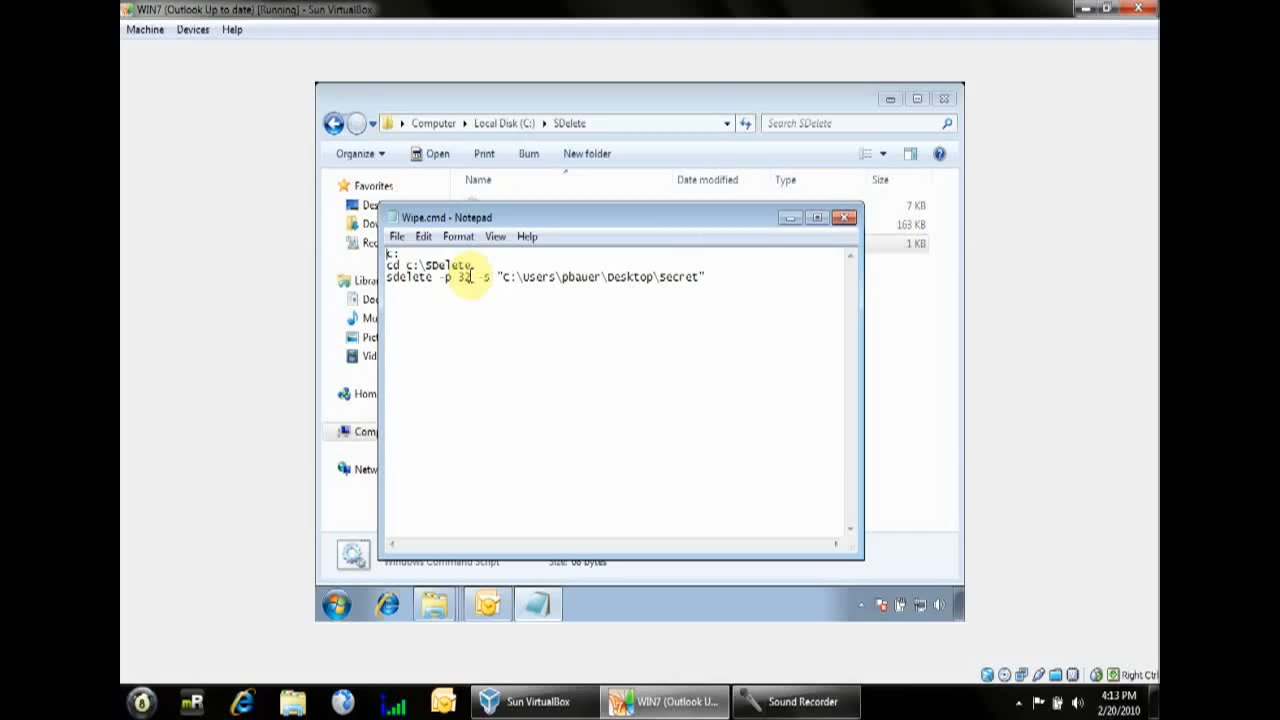 WIN7 (Outlook Up to date) [Running] - Sun VirtualBox
Machine Devices Help
Computer Local Disk (C:) SDelete
Search SDelete
Organize Open Print Burn New folder
Name Date modified Type Size
Favorites
7 KB
163 KB
1 KB
Wipe.cmd - Notepad
File Edit Format View Help
c:
cd c:\SDelete
sdelete -p 32 -s "C:\Users\pbauer\Desktop\Secret"
Windows Command Script Size: 68 bytes
Right Ctrl
Sun VirtualBox
WIN7 (Outlook U...
Sound Recorder
4:13 PM
2/20/2010